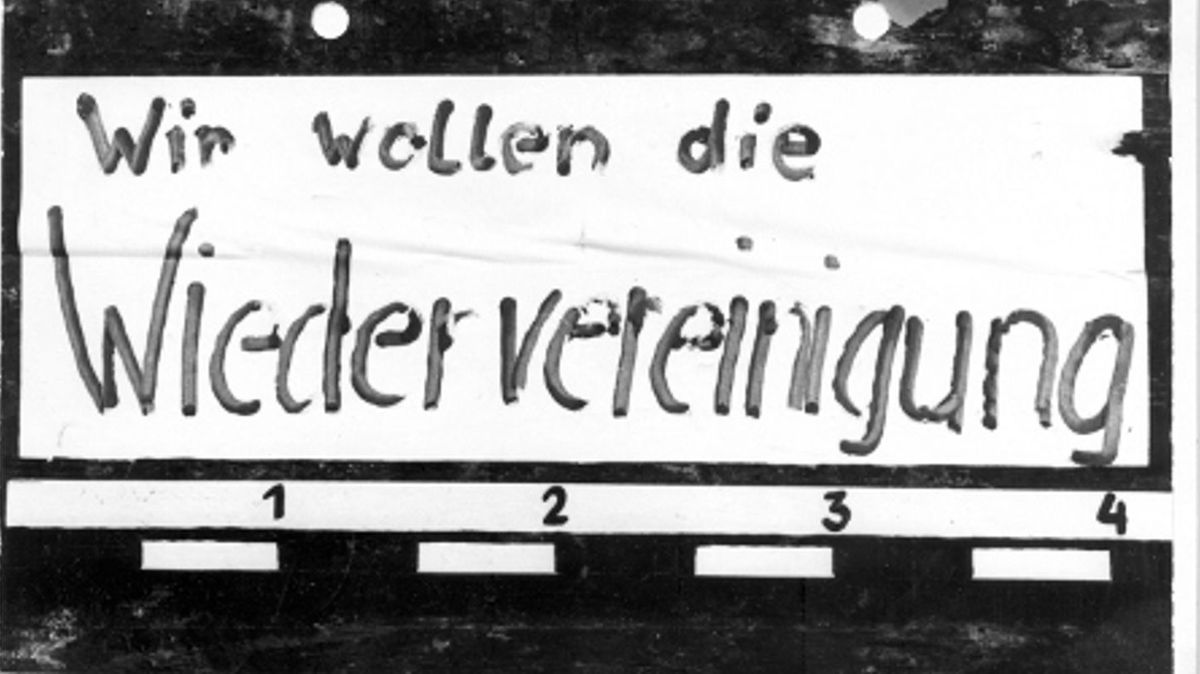 Wir wollen die
Wiedervereinigung
1 2 3 4